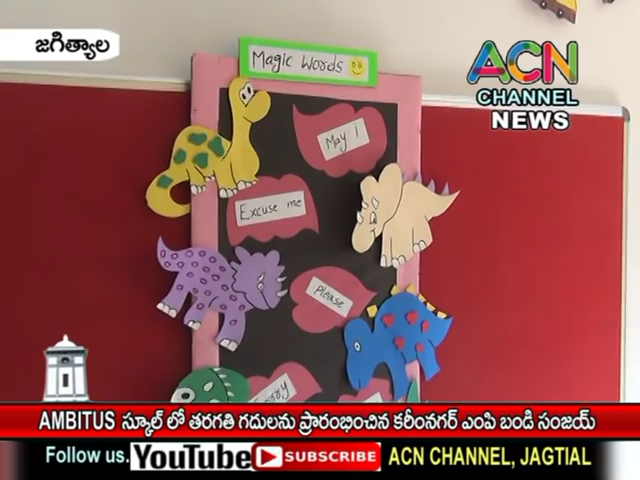 జగిత్యాల
Magic Words
ACN
CHANNEL
NEWS
May I
Excuse me
Please
AMBITUS స్కూల్ లో తరగతి గదులను ప్రారంభించిన కరీంనగర్ ఎంపి బండి సంజయ్
Follow us. YouTube SUBSCRIBE ACN CHANNEL, JAGTIAL